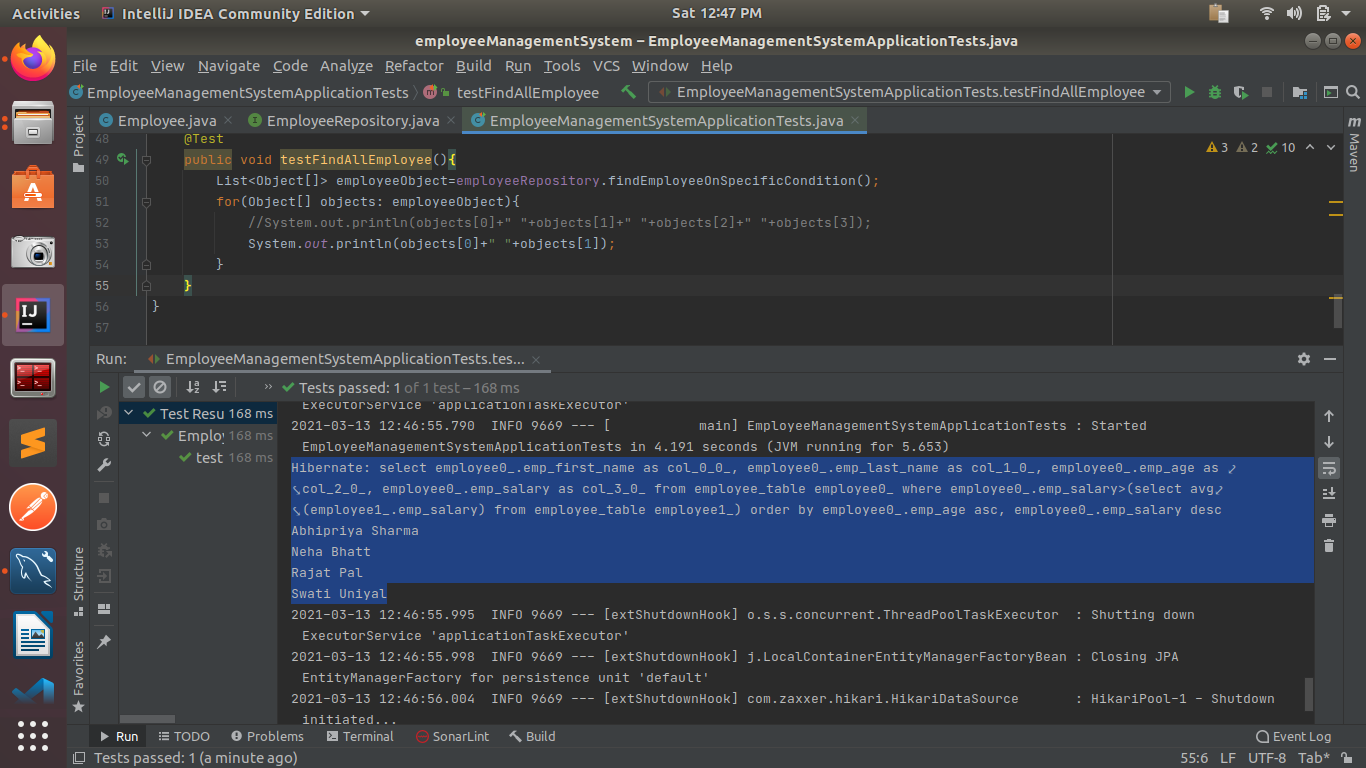 Activities
IntelliJ IDEA Community Edition
Sat 12:47 PM
employeeManagementSystem – EmployeeManagementSystemApplicationTests.java
File Edit View Navigate Code Analyze Refactor Build Run Tools VCS Window Help
EmployeeManagementSystemApplicationTests
testFindAllEmployee
EmployeeManagementSystemApplicationTests.testFindAllEmployee
Employee.java
EmployeeRepository.java
EmployeeManagementSystemApplicationTests.java
Project
Maven
3 2 10
48 @Test
49 public void testFindAllEmployee(){
50 List<Object[]> employeeObject=employeeRepository.findEmployeeOnSpecificCondition();
51 for(Object[] objects: employeeObject){
52 //System.out.println(objects[0]+" "+objects[1]+" "+objects[2]+" "+objects[3]);
53 System.out.println(objects[0]+" "+objects[1]);
54 }
55 }
56 }
57
Run:
EmployeeManagementSystemApplicationTests.tes...
Tests passed: 1 of 1 test – 168 ms
Test Resu 168 ms
Employ 168 ms
test 168 ms
ExecutorService 'applicationTaskExecutor'
2021-03-13 12:46:55.790 INFO 9669 --- [ main] EmployeeManagementSystemApplicationTests : Started
EmployeeManagementSystemApplicationTests in 4.191 seconds (JVM running for 5.653)
Hibernate: select employee0_.emp_first_name as col_0_0_, employee0_.emp_last_name as col_1_0_, employee0_.emp_age as
col_2_0_, employee0_.emp_salary as col_3_0_ from employee_table employee0_ where employee0_.emp_salary>(select avg
(employee1_.emp_salary) from employee_table employee1_) order by employee0_.emp_age asc, employee0_.emp_salary desc
Abhipriya Sharma
Neha Bhatt
Rajat Pal
Swati Uniyal
2021-03-13 12:46:55.995 INFO 9669 --- [extShutdownHook] o.s.s.concurrent.ThreadPoolTaskExecutor : Shutting down
ExecutorService 'applicationTaskExecutor'
2021-03-13 12:46:55.998 INFO 9669 --- [extShutdownHook] j.LocalContainerEntityManagerFactoryBean : Closing JPA
EntityManagerFactory for persistence unit 'default'
2021-03-13 12:46:56.004 INFO 9669 --- [extShutdownHook] com.zaxxer.hikari.HikariDataSource : HikariPool-1 - Shutdown
initiated...
Structure
Favorites
Run
TODO
Problems
Terminal
SonarLint
Build
Event Log
Tests passed: 1 (a minute ago)
55:6 LF UTF-8 Tab*